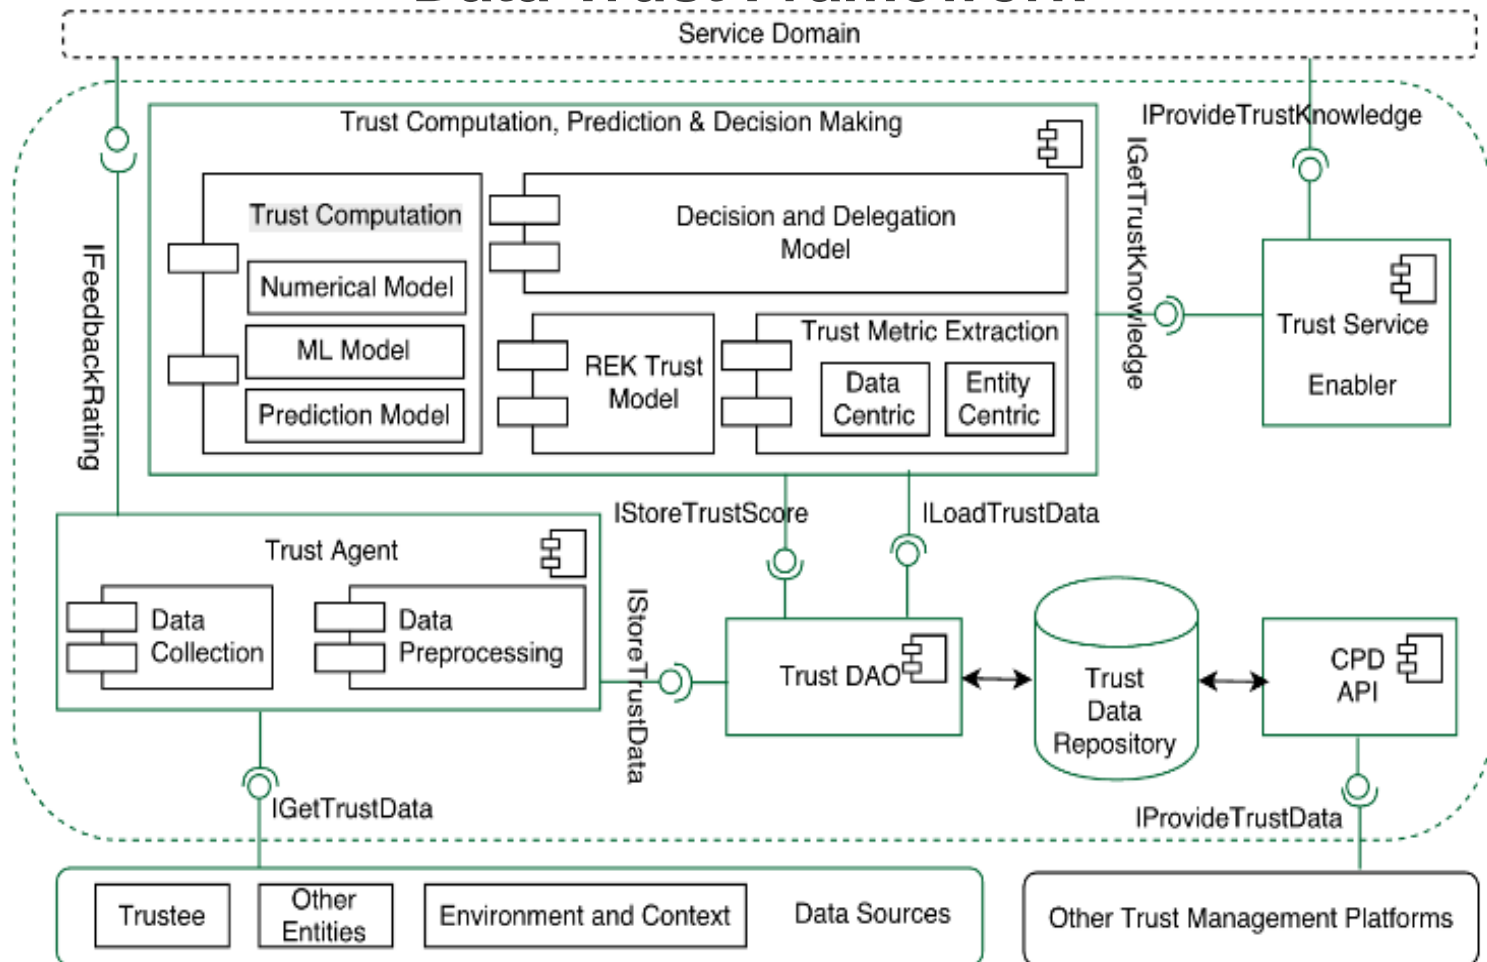 Data Trust Framework
Service Domain
Trust Computation, Prediction & Decision Making
IProvideTrustKnowledge
IGetTrustKnowledge
IFeedbackRating
Trust Computation
Numerical Model
ML Model
Prediction Model
Decision and Delegation
Model
REK Trust
Model
Trust Metric Extraction
Data
Centric
Entity
Centric
Trust Service
Enabler
IStoreTrustScore
ILoadTrustData
Trust Agent
Data
Collection
Data
Preprocessing
IStoreTrustData
Trust DAO
Trust
Data
Repository
CPD
API
IGetTrustData
IProvideTrustData
Trustee
Other
Entities
Environment and Context
Data Sources
Other Trust Management Platforms